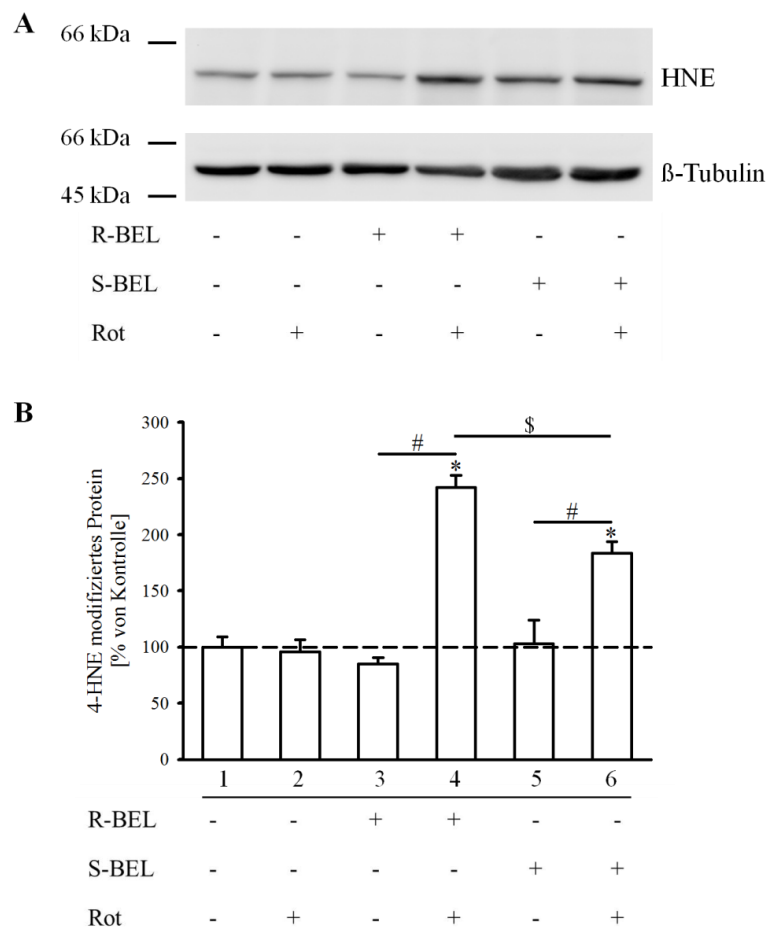 A
66 kDa
HNE
66 kDa
ß-Tubulin
45 kDa
R-BEL - - + + - -
S-BEL - - - - + +
Rot - + - + - +
B
4-HNE modifiziertes Protein
[% von Kontrolle]
300
250
200
150
100
50
0
# * $ # *
1 2 3 4 5 6
R-BEL - - + + - -
S-BEL - - - - + +
Rot - + - + - +